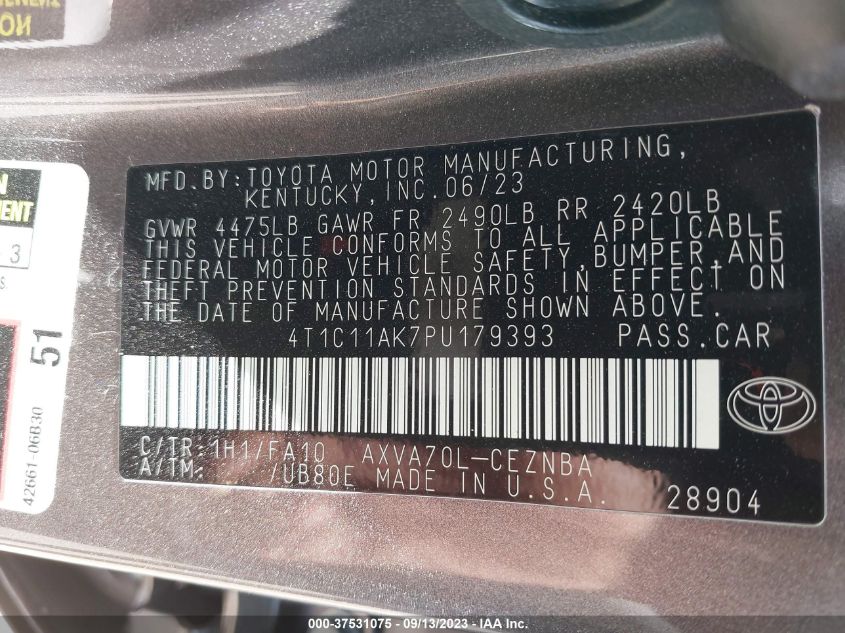 ON
N
EMENT
3
S
51
42661-06B30
MFD.BY:TOYOTA MOTOR MANUFACTURING,
KENTUCKY,INC.06/23
GVWR 4475LB GAWR FR 2490LB RR 2420LB
THIS VEHICLE CONFORMS TO ALL APPLICABLE
FEDERAL MOTOR VEHICLE SAFETY,BUMPER,AND
THEFT PREVENTION STANDARDS IN EFFECT ON
THE DATE OF MANUFACTURE SHOWN ABOVE.
4T1C11AK7PU179393 PASS.CAR
C/TR:1H1/FA10 AXVA70L-CEZNBA
A/TM: /UB80E MADE IN U.S.A.
28904
000-37531075 - 09/13/2023 - IAA Inc.